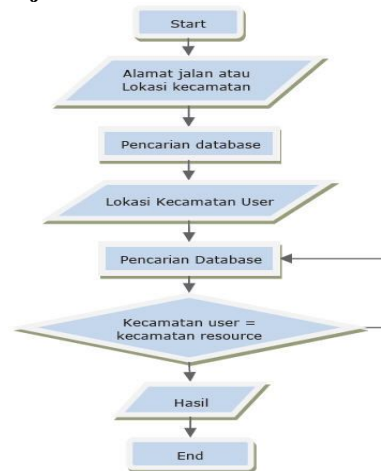 Start
Alamat jalan atau
Lokasi kecamatan
Pencarian database
Lokasi Kecamatan User
Pencarian Database
Kecamatan user =
kecamatan resource
Hasil
End